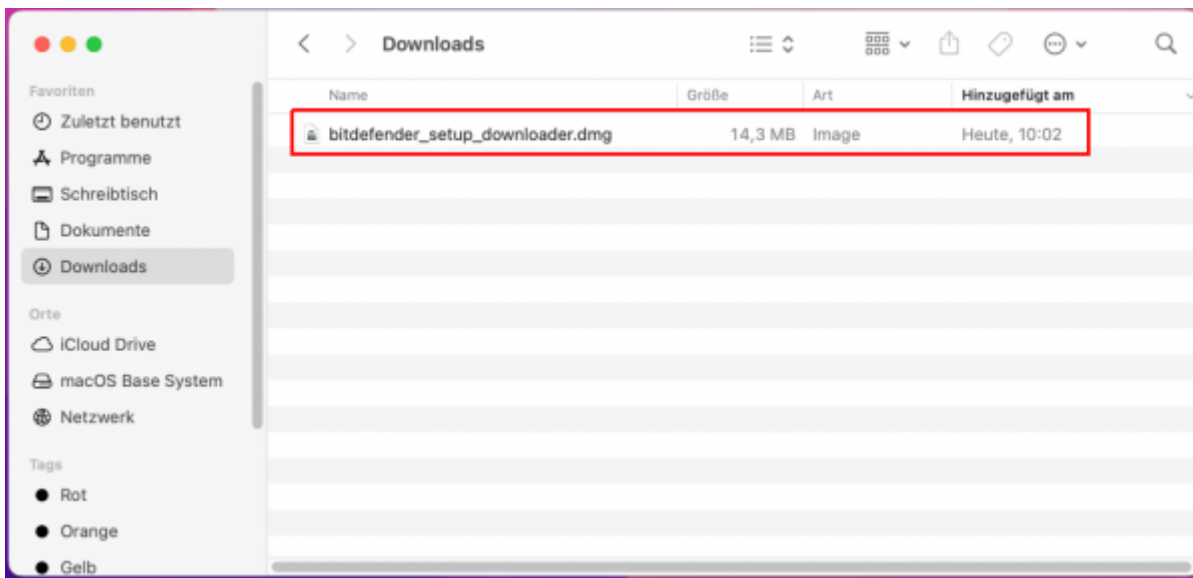 Downloads
Favoriten
Zuletzt benutzt
Programme
Schreibtisch
Dokumente
Downloads
Orte
iCloud Drive
macOS Base System
Netzwerk
Tags
Rot
Orange
Gelb
Name Größe Art Hinzugefügt am
bitdefender_setup_downloader.dmg 14,3 MB Image Heute, 10:02